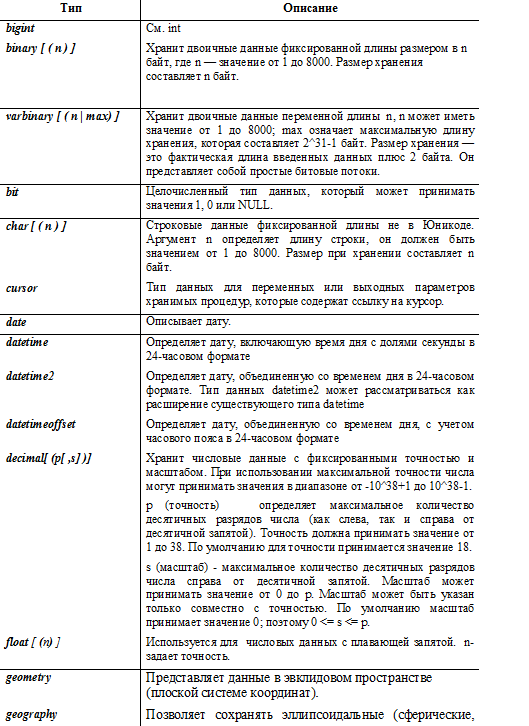 Тип Описание
bigint См. int
binary [ ( n ) ] Хранит двоичные данные фиксированной длины размером в n
байт, где n — значение от 1 до 8000. Размер хранения
составляет n байт.
varbinary [ ( n | max) ] Хранит двоичные данные переменной длины n, n может иметь
значение от 1 до 8000; max означает максимальную длину
хранения, которая составляет 2^31-1 байт. Размер хранения —
это фактическая длина введенных данных плюс 2 байта. Он
представляет собой простые битовые потоки.
bit Целочисленный тип данных, который может принимать
значения 1, 0 или NULL.
char [ ( n ) ] Строковые данные фиксированной длины не в Юникоде.
Аргумент n определяет длину строки, он должен быть
значением от 1 до 8000. Размер при хранении составляет n
байт.
cursor Тип данных для переменных или выходных параметров
хранимых процедур, которые содержат ссылку на курсор.
date Описывает дату.
datetime Определяет дату, включающую время дня с долями секунды в
24-часовом формате
datetime2 Определяет дату, объединенную со временем дня в 24-часовом
формате. Тип данных datetime2 может рассматриваться как
расширение существующего типа datetime
datetimeoffset Определяет дату, объединенную со временем дня, с учетом
часового пояса в 24-часовом формате
decimal[ (p[ ,s] )] Хранит числовые данные с фиксированными точностью и
масштабом. При использовании максимальной точности числа
могут принимать значения в диапазоне от -10^38+1 до 10^38-1.
p (точность) определяет максимальное количество
десятичных разрядов числа (как слева, так и справа от
десятичной запятой). Точность должна принимать значение от
1 до 38. По умолчанию для точности принимается значение 18.
s (масштаб) - максимальное количество десятичных разрядов
числа справа от десятичной запятой. Масштаб может
принимать значение от 0 до p. Масштаб может быть указан
только совместно с точностью. По умолчанию масштаб
принимает значение 0; поэтому 0 <= s <= p.
float [ (n) ] Используется для числовых данных с плавающей запятой. n-
задает точность.
geometry Представляет данные в эвклидовом пространстве
(плоской системе координат).
geography Позволяет сохранять эллипсоидальные (сферические,